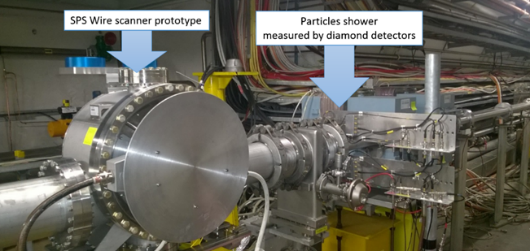 SPS Wire scanner prototype
Particles shower
measured by diamond detectors